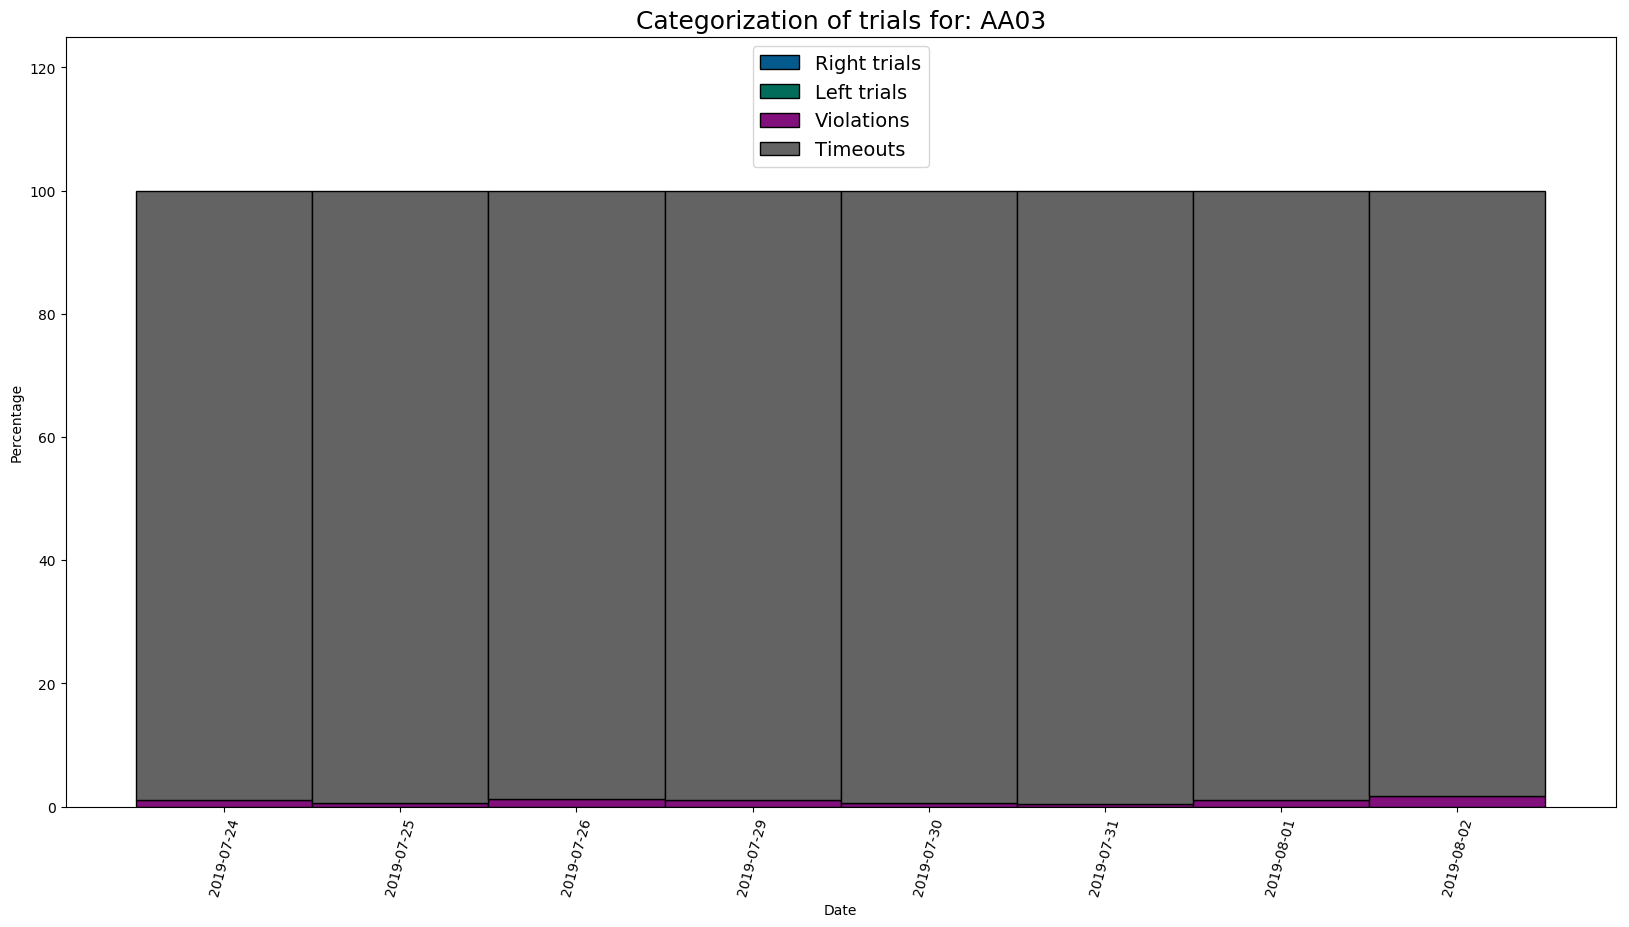 Categorization of trials for: AA03
Right trials
Left trials
Violations
Timeouts
120
100
80
60
40
20
0
Percentage
2019-07-24
2019-07-25
2019-07-26
2019-07-29
2019-07-30
2019-07-31
2019-08-01
2019-08-02
Date